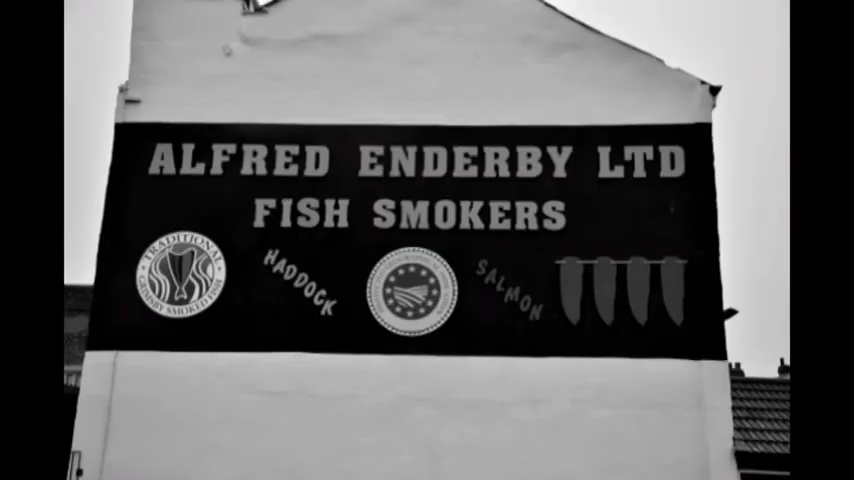 ALFRED ENDERBY LTD
FISH SMOKERS
TRADITIONAL
GRIMSBY SMOKED FISH
HADDOCK
SALMON